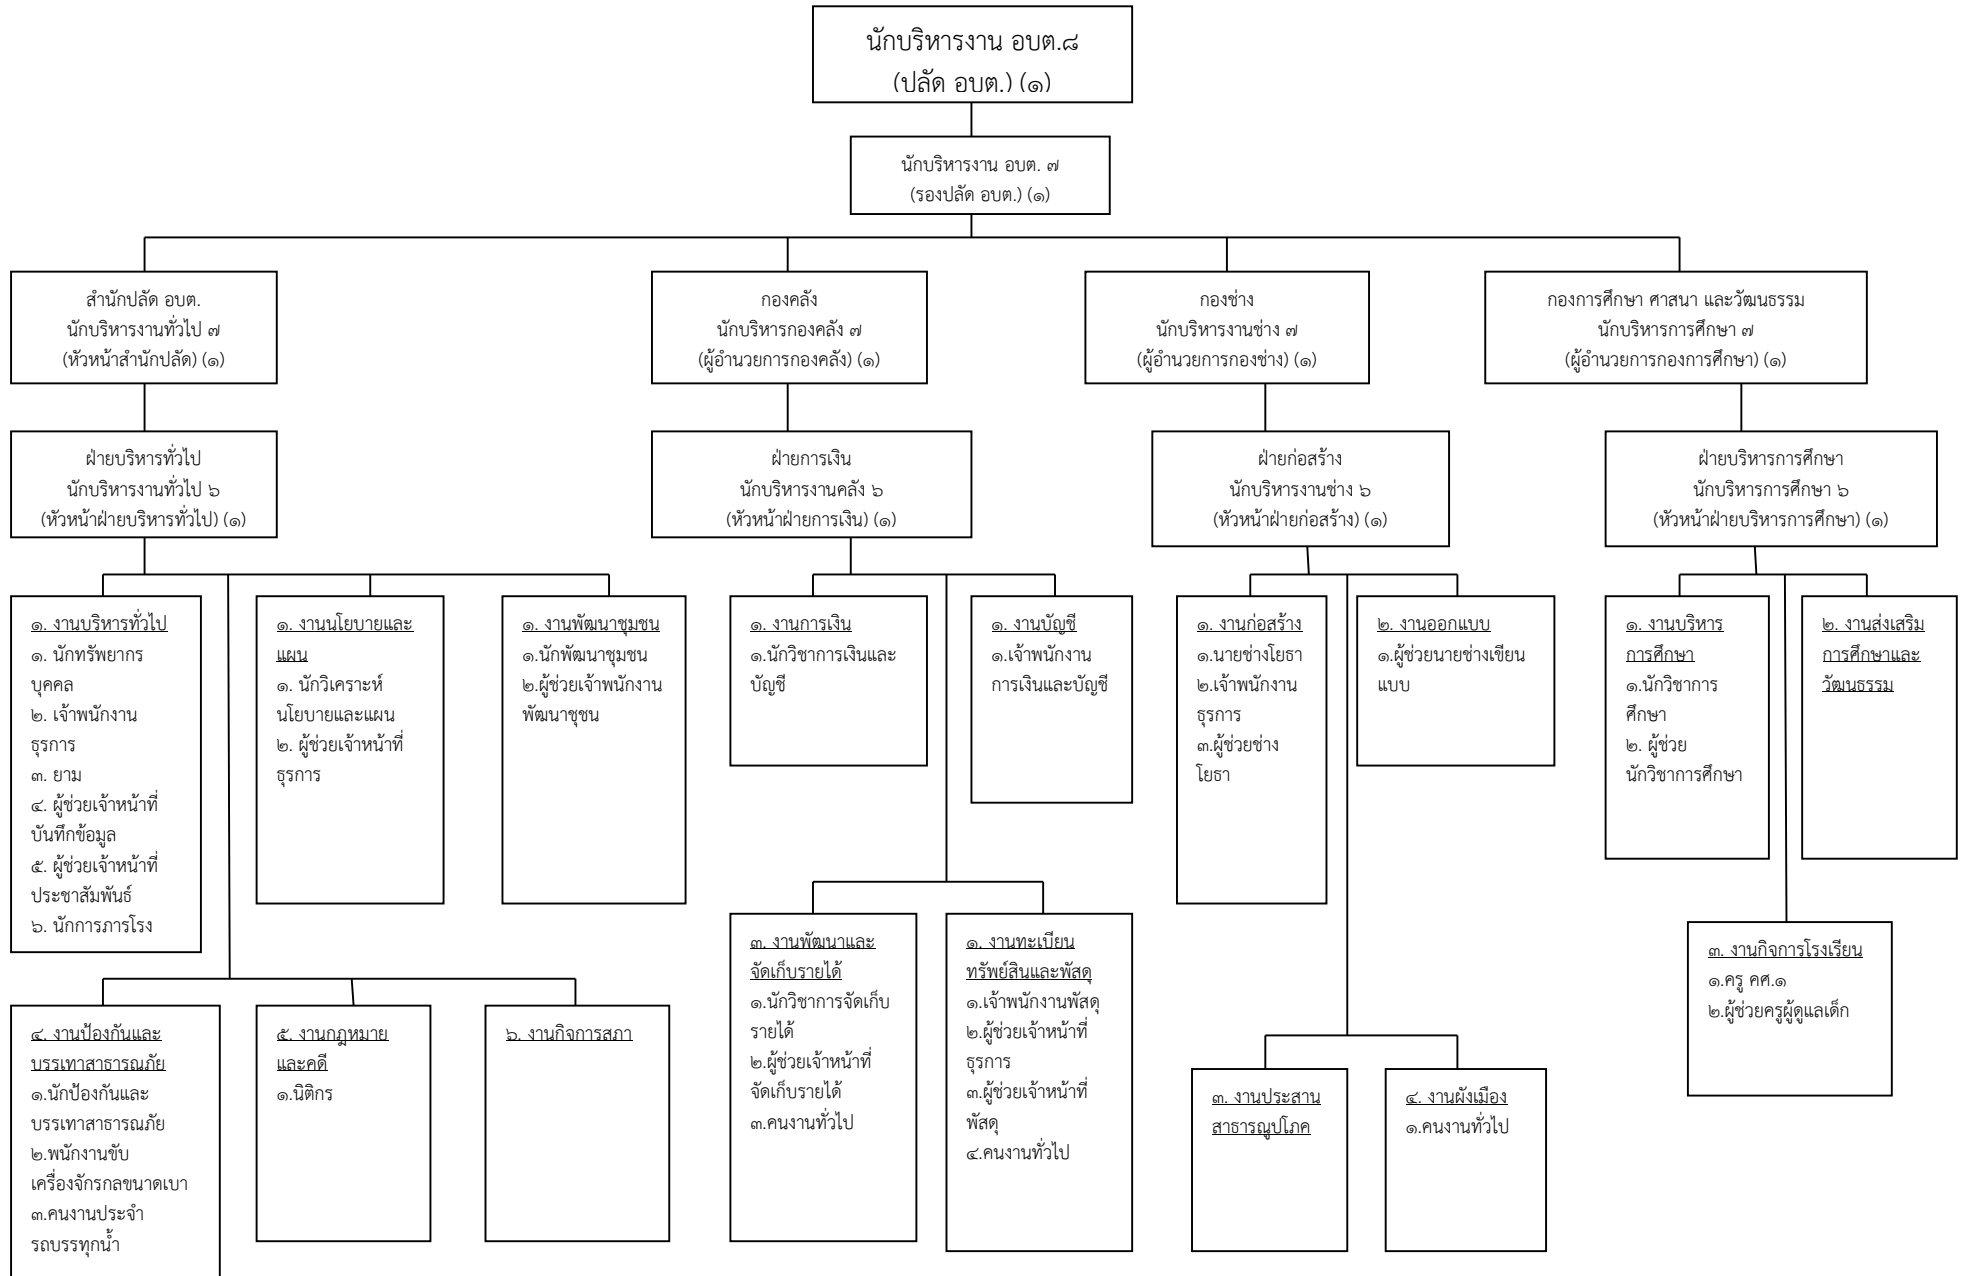 นักบริหารงาน อบต.๘
(ปลัด อบต.) (๑)
นักบริหารงาน อบต. ๗
(รองปลัด อบต.) (๑)
สำนักปลัด อบต.
นักบริหารงานทั่วไป ๗
(หัวหน้าสำนักปลัด) (๑)
กองคลัง
นักบริหารกองคลัง ๗
(ผู้อำนวยการกองคลัง) (๑)
กองช่าง
นักบริหารงานช่าง ๗
(ผู้อำนวยการกองช่าง) (๑)
กองการศึกษา ศาสนา และวัฒนธรรม
นักบริหารการศึกษา ๗
(ผู้อำนวยการกองการศึกษา) (๑)
ฝ่ายบริหารทั่วไป
นักบริหารงานทั่วไป ๖
(หัวหน้าฝ่ายบริหารทั่วไป) (๑)
ฝ่ายการเงิน
นักบริหารงานคลัง ๖
(หัวหน้าฝ่ายการเงิน) (๑)
ฝ่ายก่อสร้าง
นักบริหารงานช่าง ๖
(หัวหน้าฝ่ายก่อสร้าง) (๑)
ฝ่ายบริหารการศึกษา
นักบริหารการศึกษา ๖
(หัวหน้าฝ่ายบริหารการศึกษา) (๑)
๑. งานบริหารทั่วไป
๑. นักทรัพยากร
บุคคล
๒. เจ้าพนักงาน
ธุรการ
๓. ยาม
๔. ผู้ช่วยเจ้าหน้าที่
บันทึกข้อมูล
๕. ผู้ช่วยเจ้าหน้าที่
ประชาสัมพันธ์
๖. นักการภารโรง
๑. งานนโยบายและ
แผน
๑. นักวิเคราะห์
นโยบายและแผน
๒. ผู้ช่วยเจ้าหน้าที่
ธุรการ
๑. งานพัฒนาชุมชน
๑.นักพัฒนาชุมชน
๒.ผู้ช่วยเจ้าพนักงาน
พัฒนาชุชน
๑. งานการเงิน
๑.นักวิชาการเงินและ
บัญชี
๑. งานบัญชี
๑.เจ้าพนักงาน
การเงินและบัญชี
๑. งานก่อสร้าง
๑.นายช่างโยธา
๒.เจ้าพนักงาน
ธุรการ
๓.ผู้ช่วยช่าง
โยธา
๒. งานออกแบบ
๑.ผู้ช่วยนายช่างเขียน
แบบ
๑. งานบริหาร
การศึกษา
๑.นักวิชาการ
ศึกษา
๒. ผู้ช่วย
นักวิชาการศึกษา
๒. งานส่งเสริม
การศึกษาและ
วัฒนธรรม
๓. งานพัฒนาและ
จัดเก็บรายได้
๑.นักวิชาการจัดเก็บ
รายได้
๒.ผู้ช่วยเจ้าหน้าที่
จัดเก็บรายได้
๓.คนงานทั่วไป
๑. งานทะเบียน
ทรัพย์สินและพัสดุ
๑.เจ้าพนักงานพัสดุ
๒.ผู้ช่วยเจ้าหน้าที่
ธุรการ
๓.ผู้ช่วยเจ้าหน้าที่
พัสดุ
๔.คนงานทั่วไป
๓. งานกิจการโรงเรียน
๑.ครู คศ.๑
๒.ผู้ช่วยครูผู้ดูแลเด็ก
๔. งานป้องกันและ
บรรเทาสาธารณภัย
๑.นักป้องกันและ
บรรเทาสาธารณภัย
๒.พนักงานขับ
เครื่องจักรกลขนาดเบา
๓.คนงานประจำ
รถบรรทุกน้ำ
๕. งานกฎหมาย
และคดี
๑.นิติกร
๖. งานกิจการสภา
๓. งานประสาน
สาธารณูปโภค
๔. งานผังเมือง
๑.คนงานทั่วไป